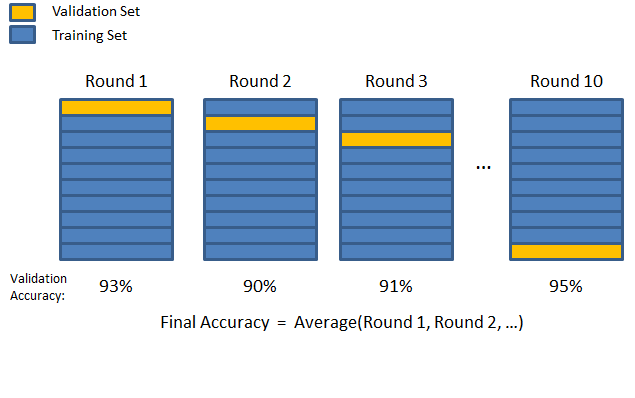 Validation Set
Training Set
Round 1
Round 2
Round 3
Round 10
...
Validation
Accuracy:
93%
90%
91%
95%
Final Accuracy = Average(Round 1, Round 2, ...)